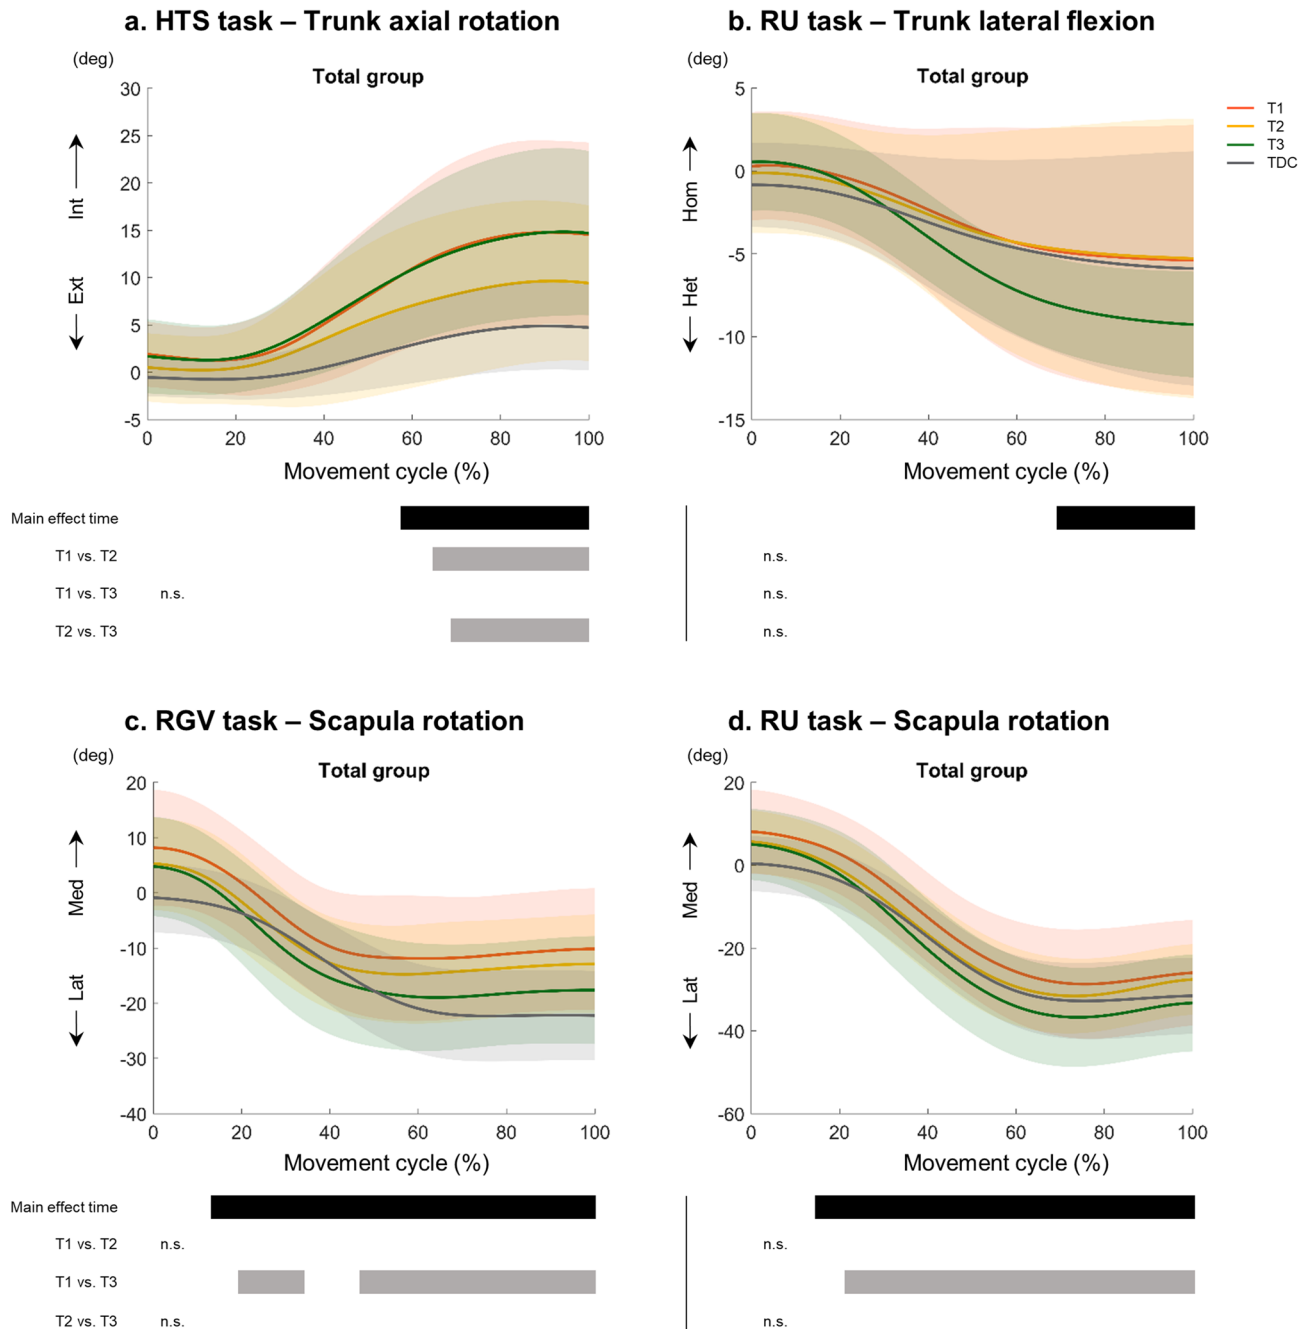 a. HTS task – Trunk axial rotation
(deg)
Total group
30
25
20
15
10
5
0
-5
Int
Ext
0 20 40 60 80 100
Movement cycle (%)
b. RU task – Trunk lateral flexion
(deg)
Total group
5
0
-5
-10
-15
Hom
Het
0 20 40 60 80 100
Movement cycle (%)
T1
T2
T3
TDC
Main effect time
T1 vs. T2 n.s.
T1 vs. T3 n.s. n.s.
T2 vs. T3 n.s.
c. RGV task – Scapula rotation
(deg)
Total group
20
10
0
-10
-20
-30
-40
Med
Lat
0 20 40 60 80 100
Movement cycle (%)
d. RU task – Scapula rotation
(deg)
Total group
20
0
-20
-40
-60
Med
Lat
0 20 40 60 80 100
Movement cycle (%)
Main effect time
T1 vs. T2 n.s. n.s.
T1 vs. T3
T2 vs. T3 n.s. n.s.